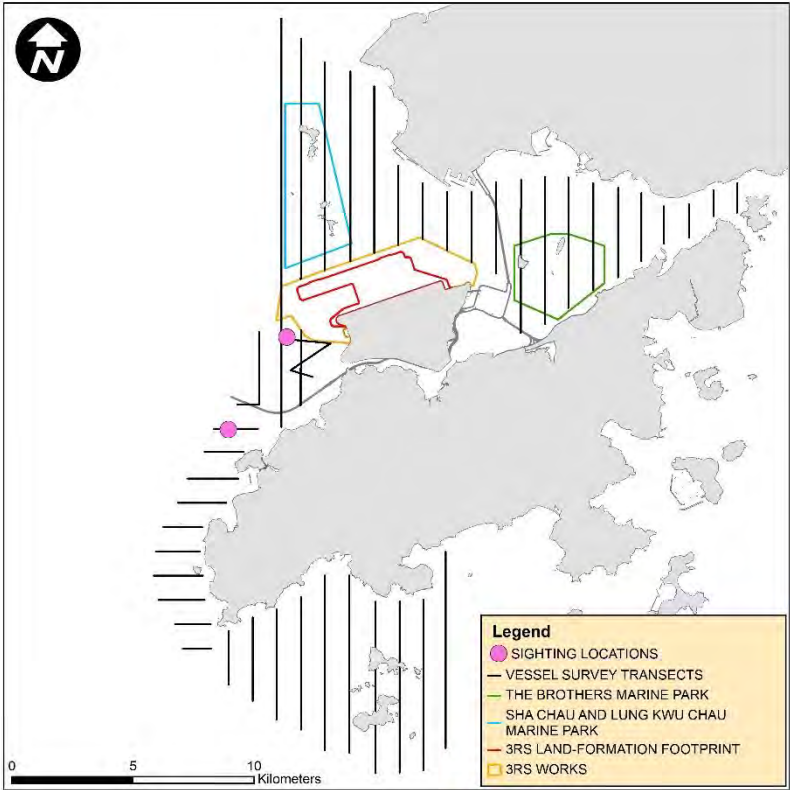 N
Legend
SIGHTING LOCATIONS
VESSEL SURVEY TRANSECTS
THE BROTHERS MARINE PARK
SHA CHAU AND LUNG KWU CHAU
MARINE PARK
3RS LAND-FORMATION FOOTPRINT
3RS WORKS
0 5 10
Kilometers